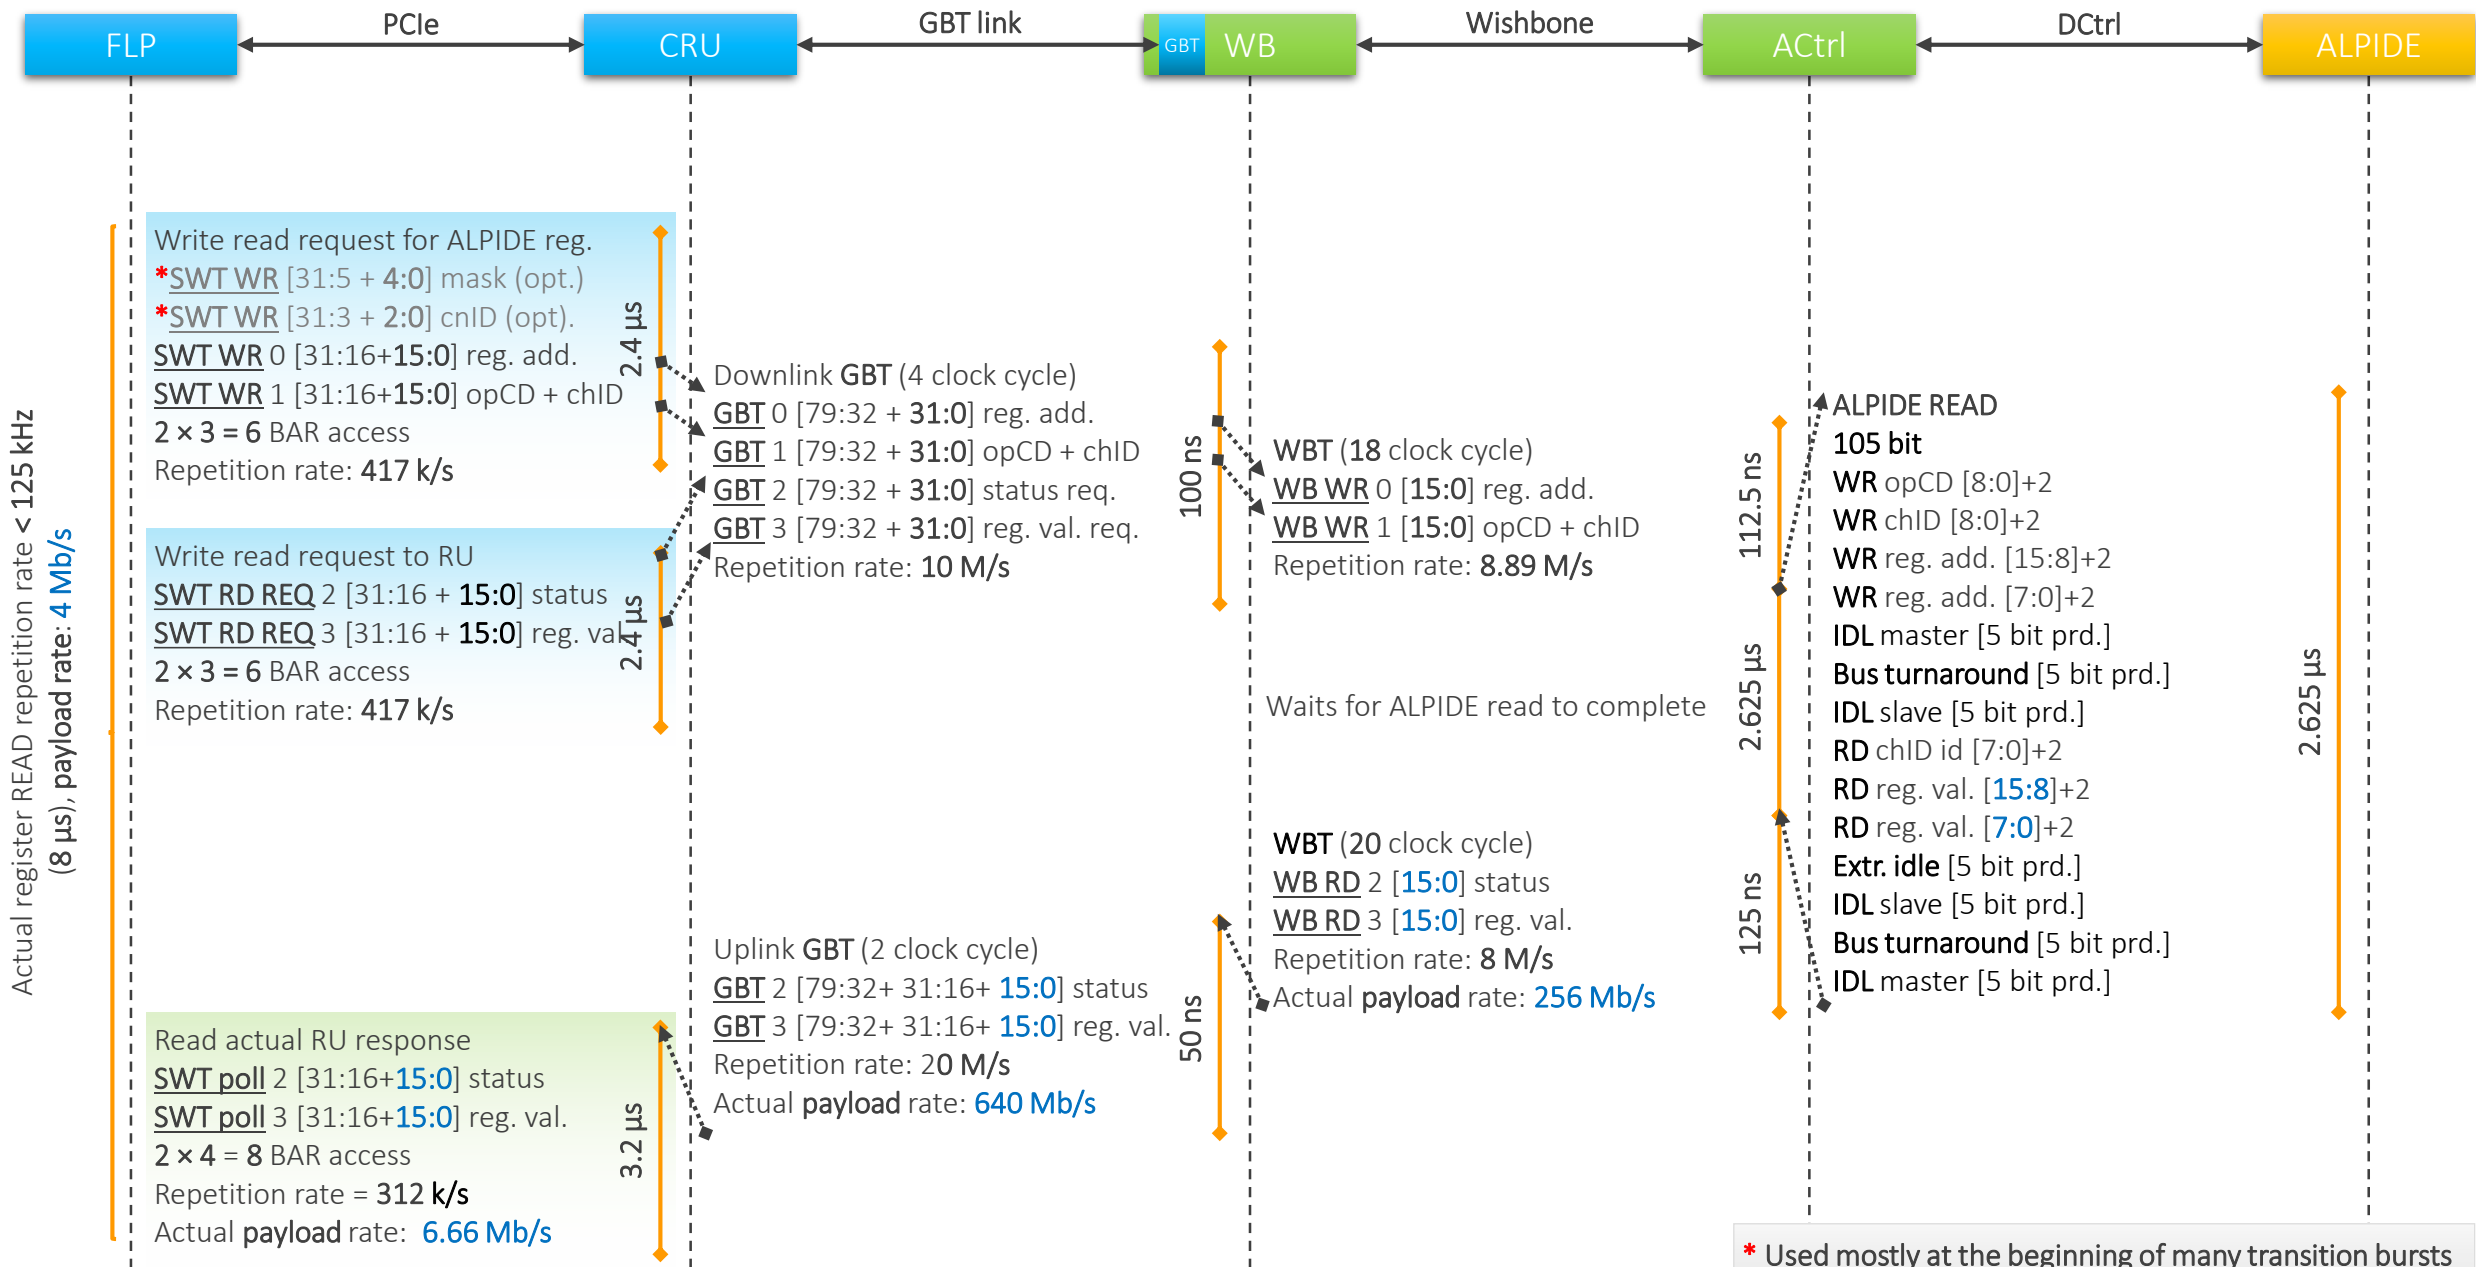 FLP
PCIe
CRU
GBT link
GBT
WB
Wishbone
ACtrl
DCtrl
ALPIDE
Actual register READ repetition rate < 125 kHz
(8 µs), payload rate: 4 Mb/s
Write read request for ALPIDE reg.
*SWT WR [31:5 + 4:0] mask (opt.)
*SWT WR [31:3 + 2:0] cnID (opt).
SWT WR 0 [31:16+15:0] reg. add.
SWT WR 1 [31:16+15:0] opCD + chID
2 × 3 = 6 BAR access
Repetition rate: 417 k/s
2.4 µs
Write read request to RU
SWT RD REQ 2 [31:16 + 15:0] status
SWT RD REQ 3 [31:16 + 15:0] reg. val.
2 × 3 = 6 BAR access
Repetition rate: 417 k/s
2.4 µs
Read actual RU response
SWT poll 2 [31:16+15:0] status
SWT poll 3 [31:16+15:0] reg. val.
2 × 4 = 8 BAR access
Repetition rate = 312 k/s
Actual payload rate: 6.66 Mb/s
3.2 µs
Downlink GBT (4 clock cycle)
GBT 0 [79:32 + 31:0] reg. add.
GBT 1 [79:32 + 31:0] opCD + chID
GBT 2 [79:32 + 31:0] status req.
GBT 3 [79:32 + 31:0] reg. val. req.
Repetition rate: 10 M/s
100 ns
Uplink GBT (2 clock cycle)
GBT 2 [79:32+ 31:16+ 15:0] status
GBT 3 [79:32+ 31:16+ 15:0] reg. val.
Repetition rate: 20 M/s
Actual payload rate: 640 Mb/s
50 ns
WBT (18 clock cycle)
WB WR 0 [15:0] reg. add.
WB WR 1 [15:0] opCD + chID
Repetition rate: 8.89 M/s
112.5 ns
Waits for ALPIDE read to complete
2.625 µs
WBT (20 clock cycle)
WB RD 2 [15:0] status
WB RD 3 [15:0] reg. val.
Repetition rate: 8 M/s
Actual payload rate: 256 Mb/s
125 ns
ALPIDE READ
105 bit
WR opCD [8:0]+2
WR chID [8:0]+2
WR reg. add. [15:8]+2
WR reg. add. [7:0]+2
IDL master [5 bit prd.]
Bus turnaround [5 bit prd.]
IDL slave [5 bit prd.]
RD chID id [7:0]+2
RD reg. val. [15:8]+2
RD reg. val. [7:0]+2
Extr. idle [5 bit prd.]
IDL slave [5 bit prd.]
Bus turnaround [5 bit prd.]
IDL master [5 bit prd.]
2.625 µs
* Used mostly at the beginning of many transition bursts